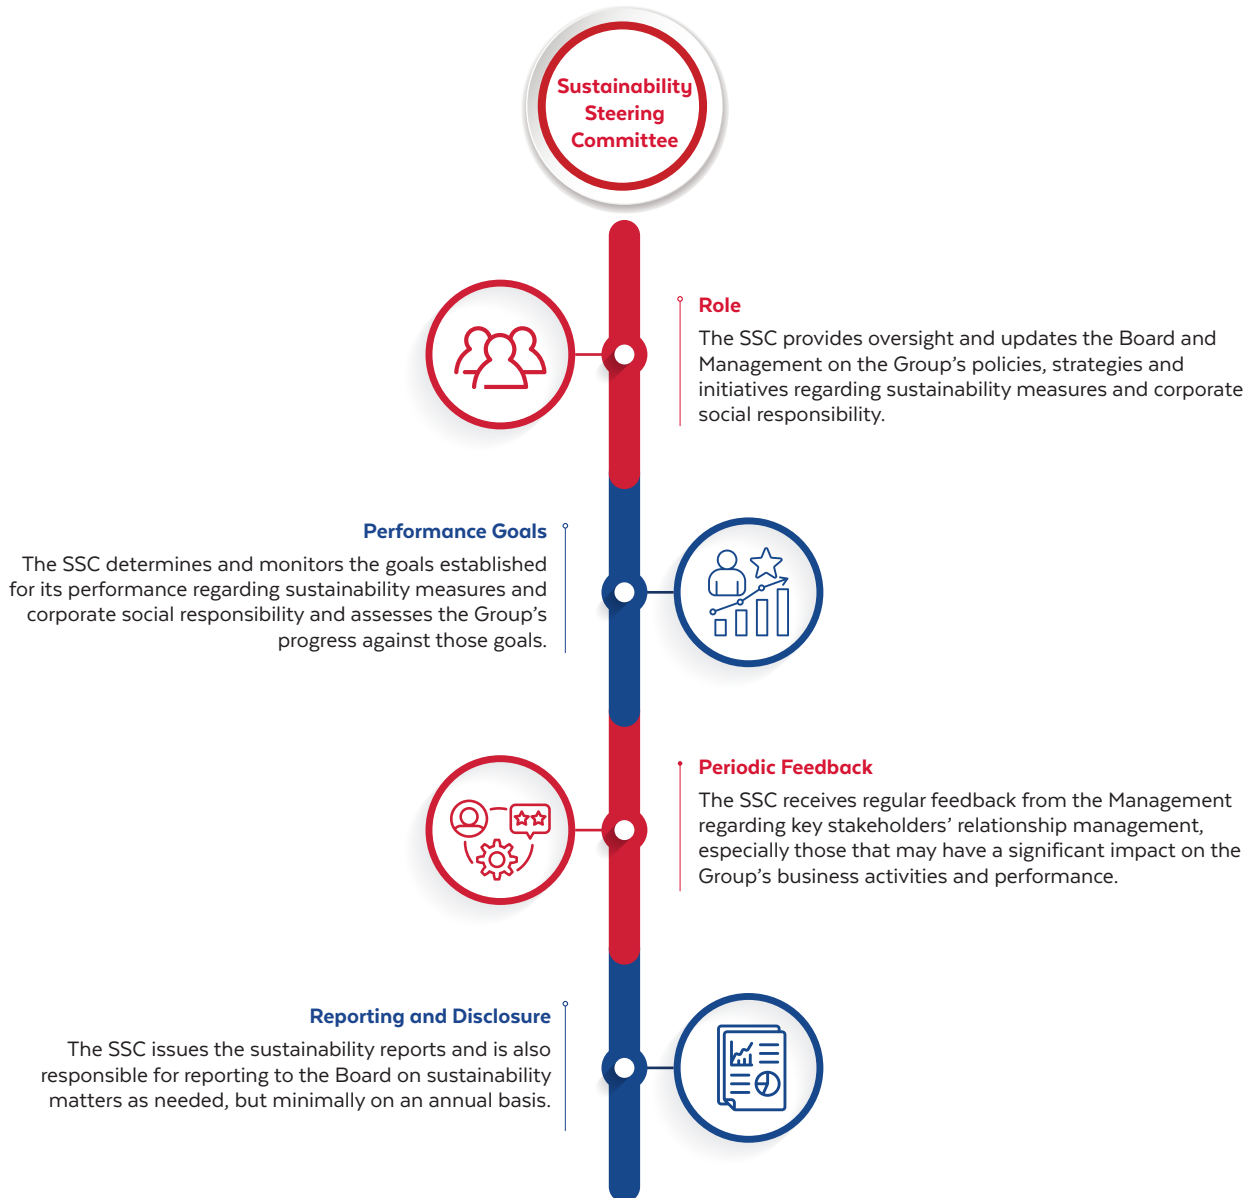 Sustainability
Steering
Committee
Role
The SSC provides oversight and updates the Board and
Management on the Group’s policies, strategies and
initiatives regarding sustainability measures and corporate
social responsibility.
Performance Goals
The SSC determines and monitors the goals established
for its performance regarding sustainability measures and
corporate social responsibility and assesses the Group’s
progress against those goals.
Periodic Feedback
The SSC receives regular feedback from the Management
regarding key stakeholders’ relationship management,
especially those that may have a significant impact on the
Group’s business activities and performance.
Reporting and Disclosure
The SSC issues the sustainability reports and is also
responsible for reporting to the Board on sustainability
matters as needed, but minimally on an annual basis.